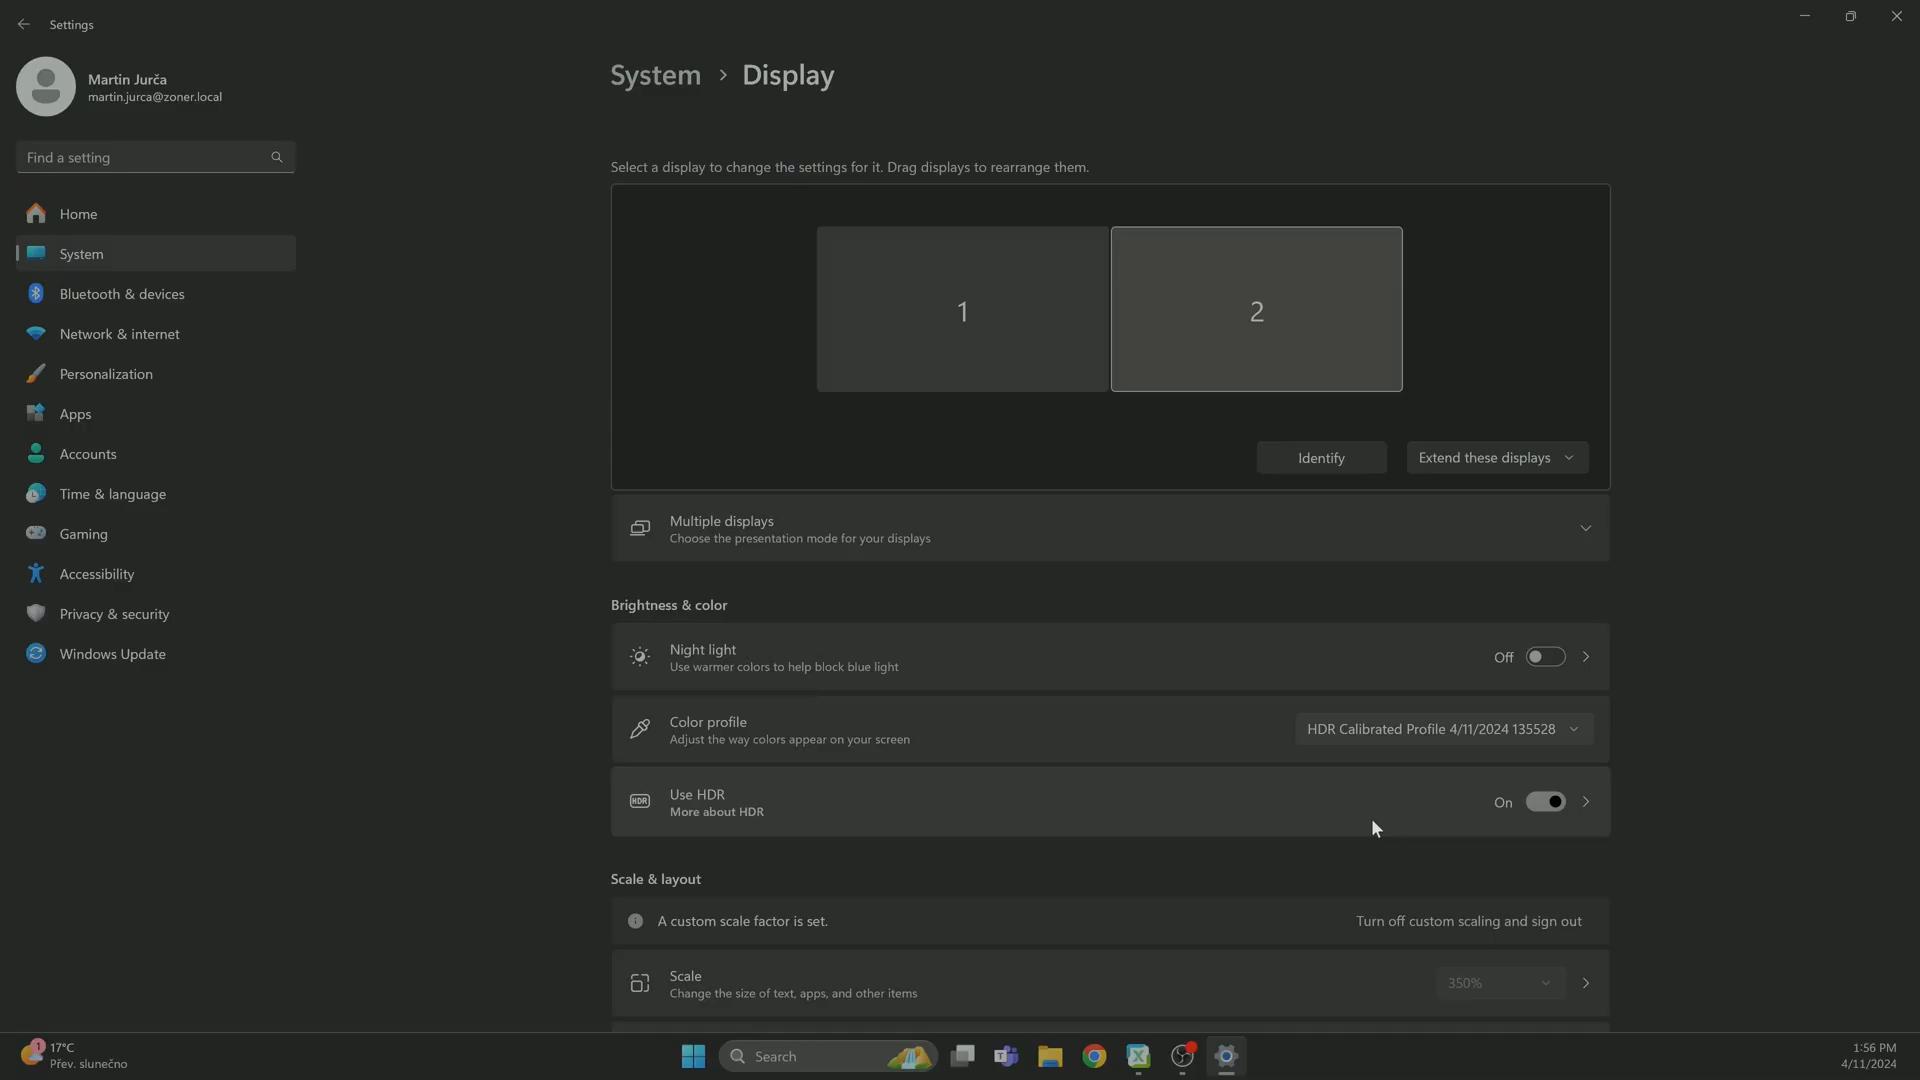 Settings
Martin Jurča
martin.jurca@zoner.local
Find a setting
Home
System
Bluetooth & devices
Network & internet
Personalization
Apps
Accounts
Time & language
Gaming
Accessibility
Privacy & security
Windows Update
System > Display
Select a display to change the settings for it. Drag displays to rearrange them.
1
2
Identify
Extend these displays
Multiple displays
Choose the presentation mode for your displays
Brightness & color
Night light
Use warmer colors to help block blue light
Off
Color profile
Adjust the way colors appear on your screen
HDR Calibrated Profile 4/11/2024 135528
HDR
Use HDR
More about HDR
On
Scale & layout
A custom scale factor is set.
Turn off custom scaling and sign out
Scale
Change the size of text, apps, and other items
350%
1
17°C
Přev. slunečno
Search
1:56 PM
4/11/2024